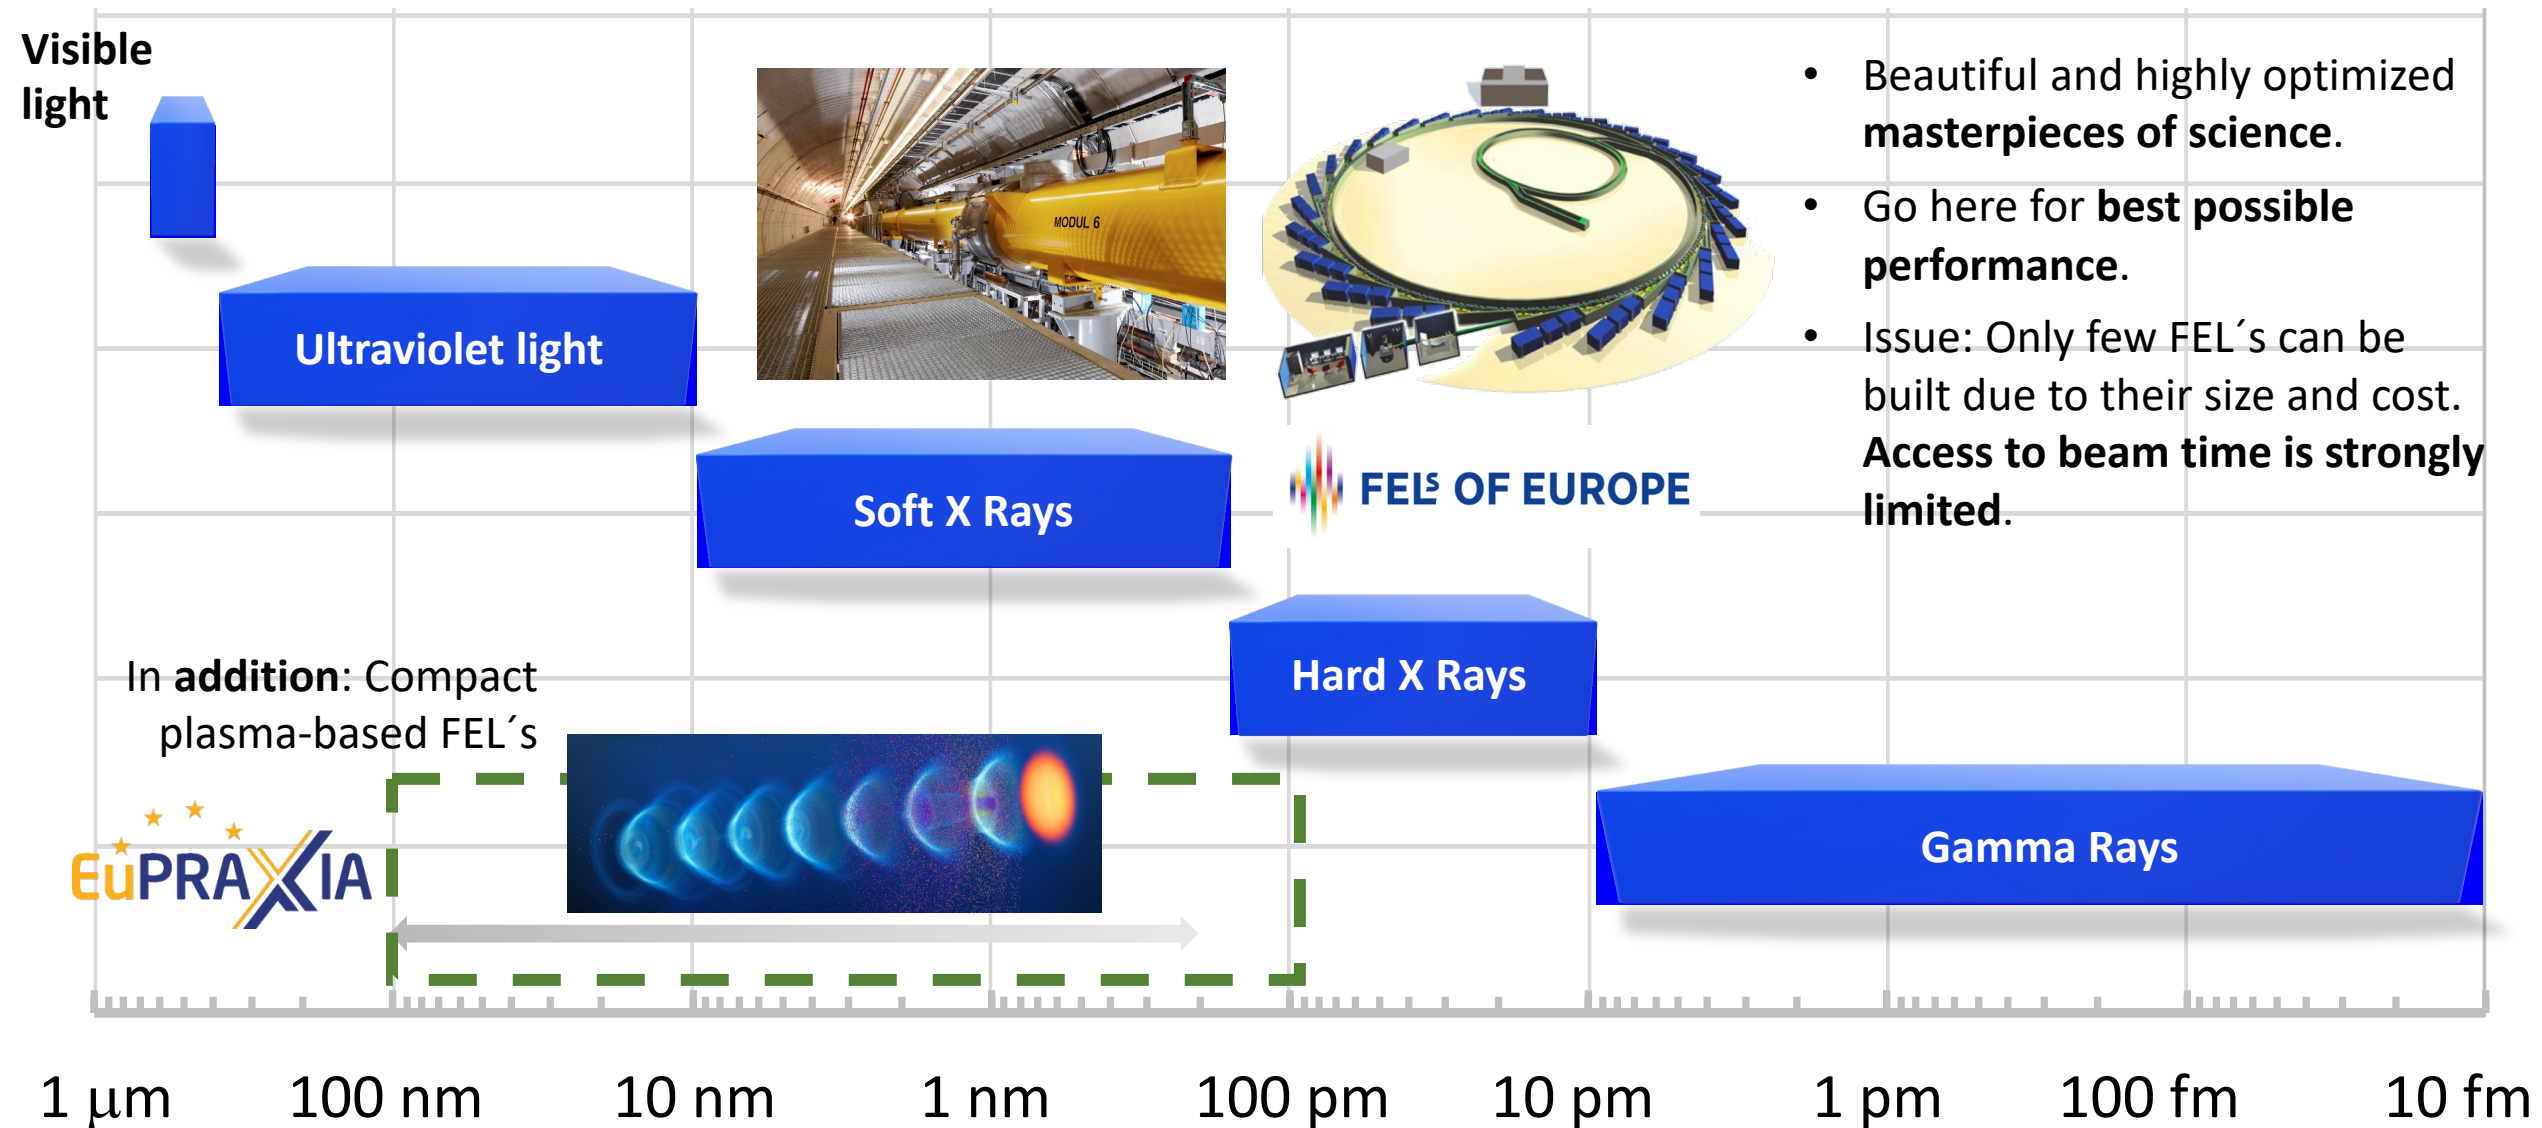 Visible
light
MODUL 6
• Beautiful and highly optimized
masterpieces of science.
• Go here for best possible
performance.
• Issue: Only few FEL´s can be
built due to their size and cost.
Access to beam time is strongly
limited.
Ultraviolet light
Soft X Rays
FELs OF EUROPE
Hard X Rays
In addition: Compact
plasma-based FEL´s
EuPRAXIA
Gamma Rays
1 μm 100 nm 10 nm 1 nm 100 pm 10 pm 1 pm 100 fm 10 fm